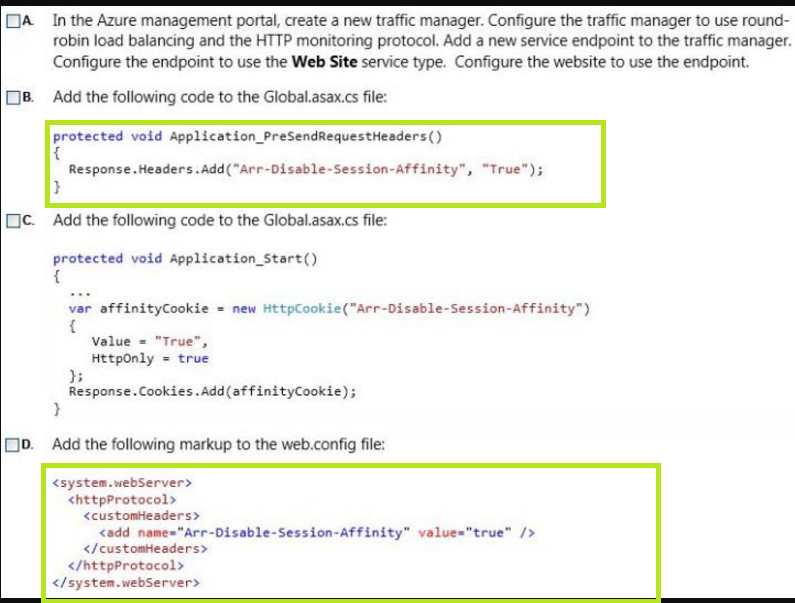 A. In the Azure management portal, create a new traffic manager. Configure the traffic manager to use round-
robin load balancing and the HTTP monitoring protocol. Add a new service endpoint to the traffic manager.
Configure the endpoint to use the Web Site service type. Configure the website to use the endpoint.
B. Add the following code to the Global.asax.cs file:
protected void Application_PreSendRequestHeaders()
{
Response.Headers.Add("Arr-Disable-Session-Affinity", "True");
}
C. Add the following code to the Global.asax.cs file:
protected void Application_Start()
{
...
var affinityCookie = new HttpCookie("Arr-Disable-Session-Affinity")
{
Value = "True",
HttpOnly = true
};
Response.Cookies.Add(affinityCookie);
}
D. Add the following markup to the web.config file:
<system.webServer>
<httpProtocol>
<customHeaders>
<add name="Arr-Disable-Session-Affinity" value="true" />
</customHeaders>
</httpProtocol>
</system.webServer>